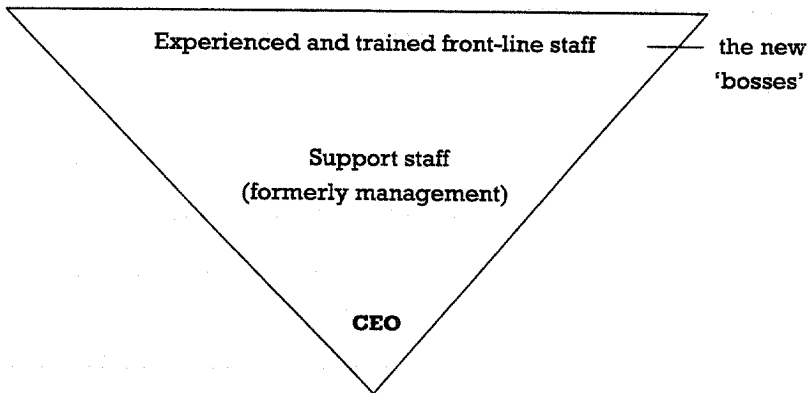 Experienced and trained front-line staff
the new
'bosses'
Support staff
(formerly management)
CEO